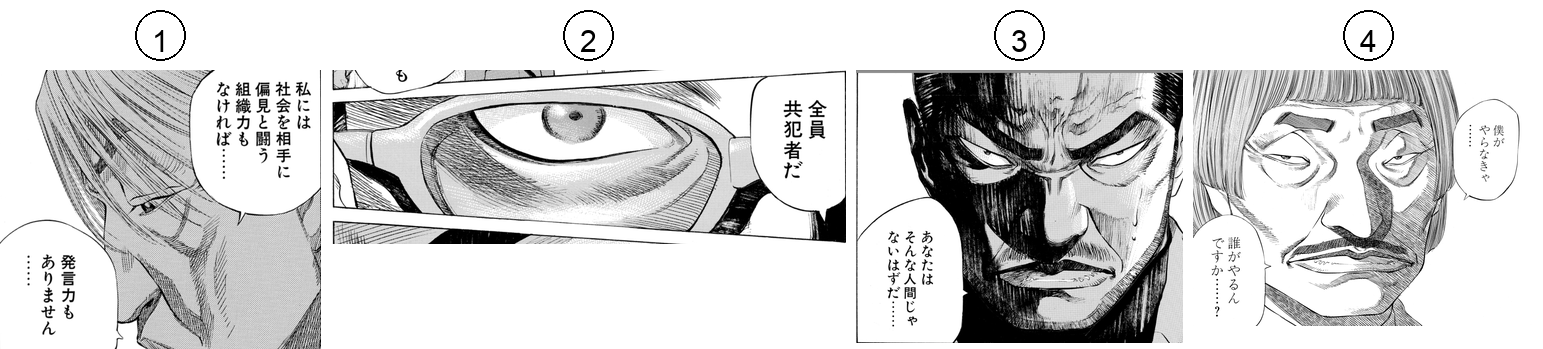 1
私には
社会を相手に
偏見と闘う
組織力も
なければ……
発言力も
ありません
……
2
も
全員
共犯者だ
3
あなたは
そんな人間じゃ
ないはずだ……
4
僕が
やらなきゃ
……
誰がやるん
ですか……?